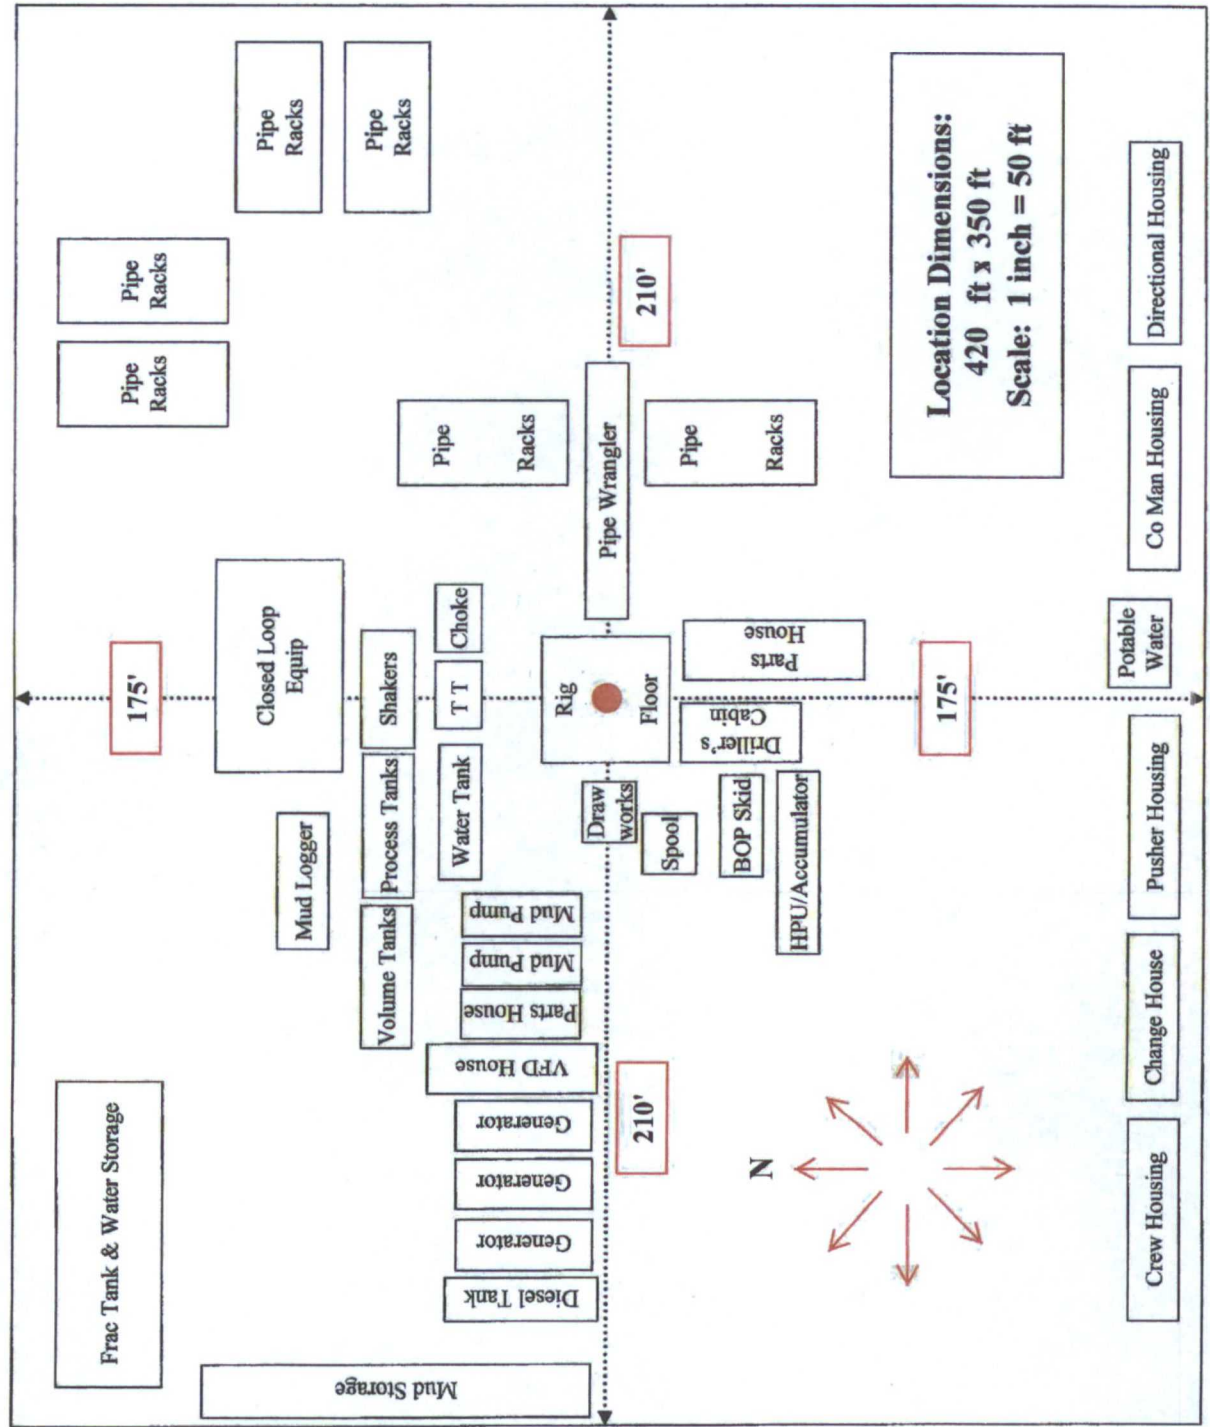 Pipe
Racks
Pipe
Racks
Pipe
Racks
Pipe
Racks
175'
Closed Loop
Equip
Mud Logger
Frac Tank & Water Storage
Shakers
Process Tanks
Volume Tanks
Choke
T T
Water Tank
Mud Pump
Mud Pump
Parts House
VFD House
Generator
Generator
Generator
Diesel Tank
Mud Storage
Pipe
Racks
Pipe Wrangler
Pipe
Racks
210'
Rig
Floor
Draw
works
Spool
BOP Skid
HPU/Accumulator
Driller's
Cabin
Parts
House
210'
N
175'
Location Dimensions:
420 ft x 350 ft
Scale: 1 inch = 50 ft
Crew Housing
Change House
Pusher Housing
Potable
Water
Co Man Housing
Directional Housing